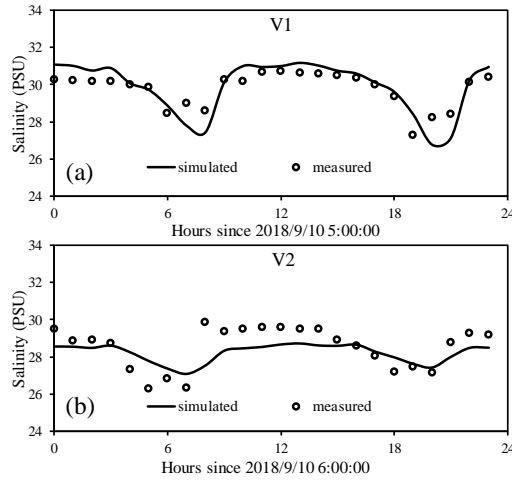 V1
Salinity (PSU)
34
32
30
28
26
24
(a)
simulated
measured
0
6
12
18
24
Hours since 2018/9/10 5:00:00
V2
Salinity (PSU)
34
32
30
28
26
24
(b)
simulated
measured
0
6
12
18
24
Hours since 2018/9/10 6:00:00